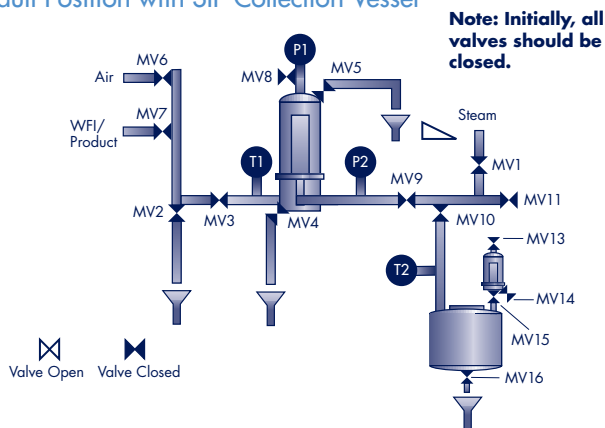 Note: Initially, all
valves should be
closed.
P1
MV6
MV8
MV5
Air
MV7
WFI/
Product
Steam
T1
P2
MV9
MV1
MV2
MV3
MV4
MV11
MV10
MV13
T2
MV14
MV15
MV16
Valve Open
Valve Closed